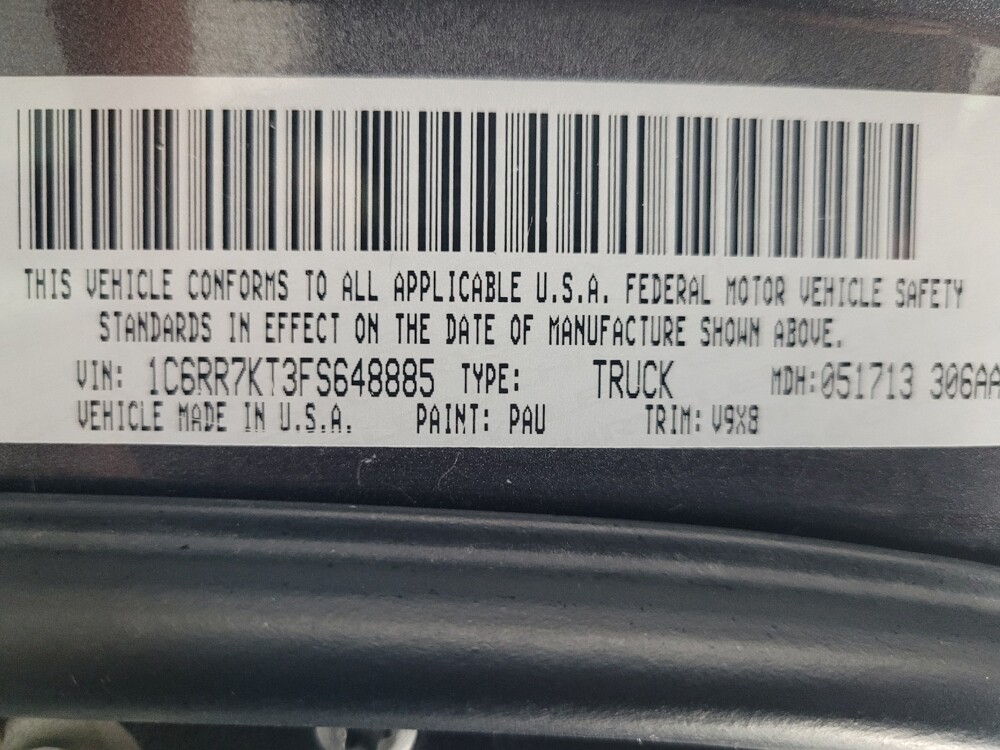 THIS VEHICLE CONFORMS TO ALL APPLICABLE U.S.A. FEDERAL MOTOR VEHICLE SAFETY
STANDARDS IN EFFECT ON THE DATE OF MANUFACTURE SHOWN ABOVE.
VIN: 1C6RR7KT3FS648885 TYPE: TRUCK MDH:051713 306AA
VEHICLE MADE IN U.S.A. PAINT: PAU TRIM: V9X8